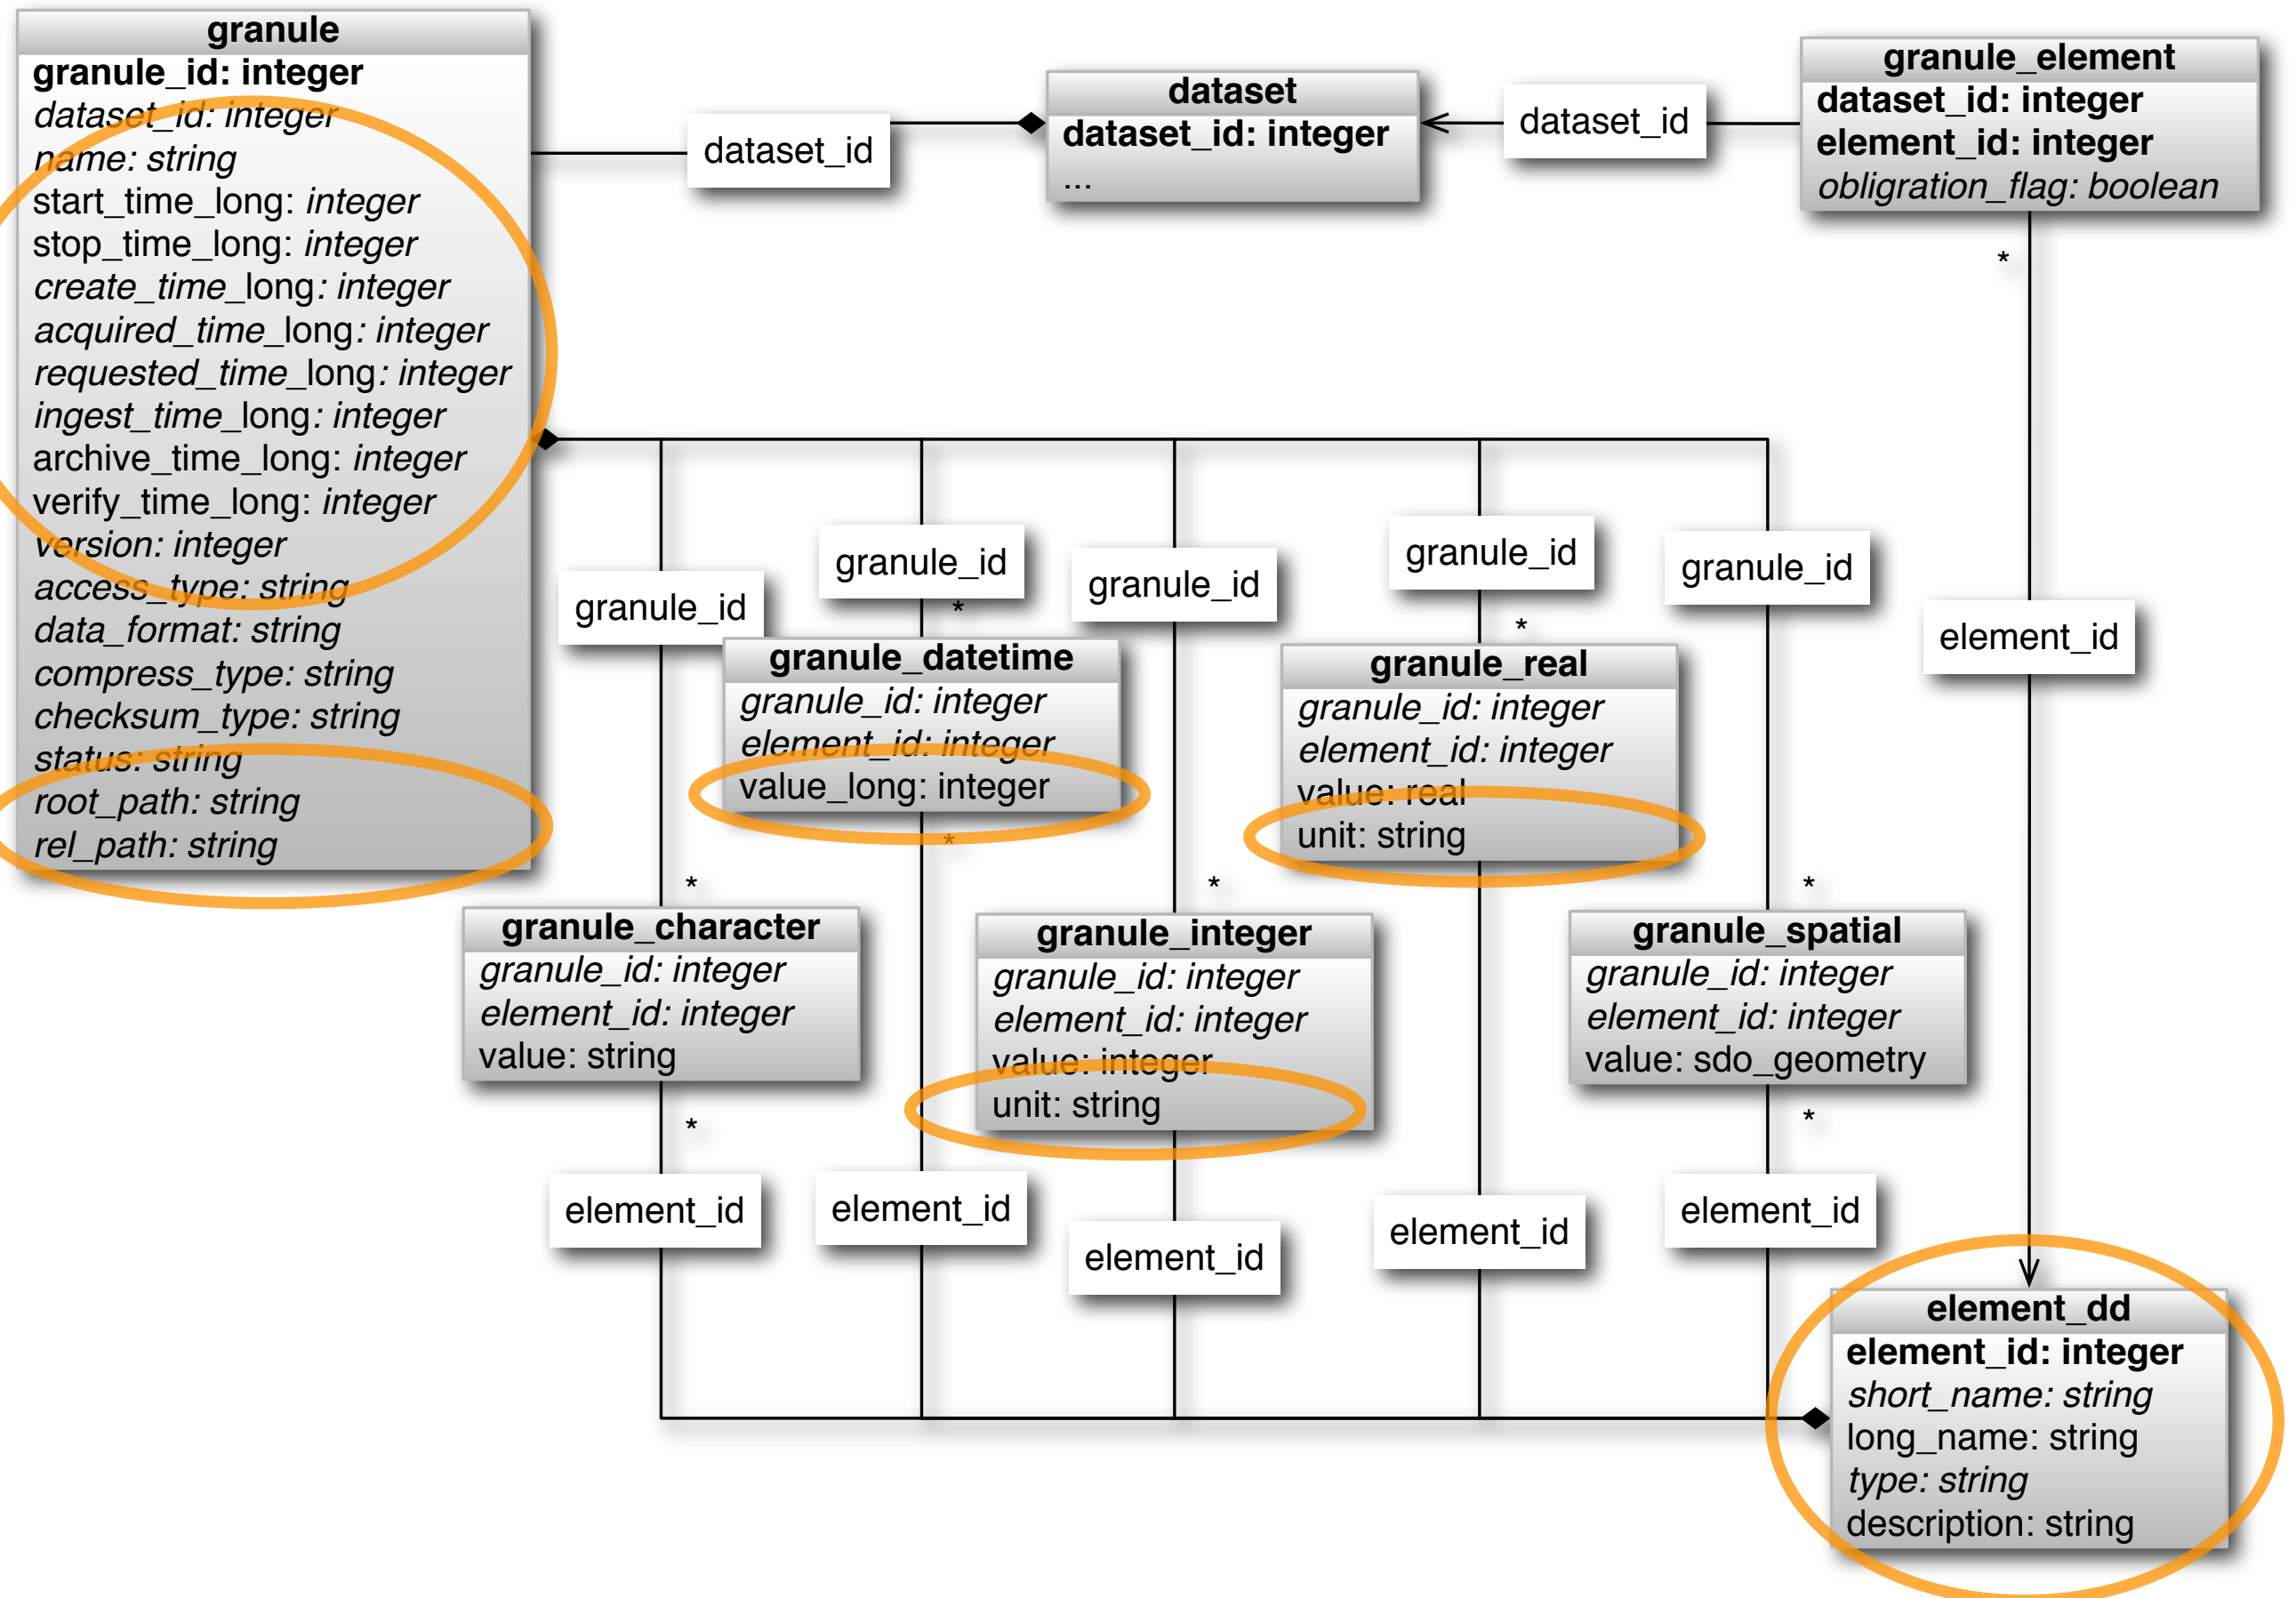 granule
granule_id: integer
dataset_id: integer
name: string
start_time_long: integer
stop_time_long: integer
create_time_long: integer
acquired_time_long: integer
requested_time_long: integer
ingest_time_long: integer
archive_time_long: integer
verify_time_long: integer
version: integer
access_type: string
data_format: string
compress_type: string
checksum_type: string
status: string
root_path: string
rel_path: string
dataset_id
dataset
dataset_id: integer
...
dataset_id
granule_element
dataset_id: integer
element_id: integer
obligration_flag: boolean
*
granule_id
granule_id
*
granule_id
granule_id
*
granule_id
element_id
granule_datetime
granule_id: integer
element_id: integer
value_long: integer
*
granule_real
granule_id: integer
element_id: integer
value: real
unit: string
*
granule_character
granule_id: integer
element_id: integer
value: string
*
*
granule_integer
granule_id: integer
element_id: integer
value: integer
unit: string
*
granule_spatial
granule_id: integer
element_id: integer
value: sdo_geometry
*
element_id
element_id
element_id
element_id
element_id
element_dd
element_id: integer
short_name: string
long_name: string
type: string
description: string